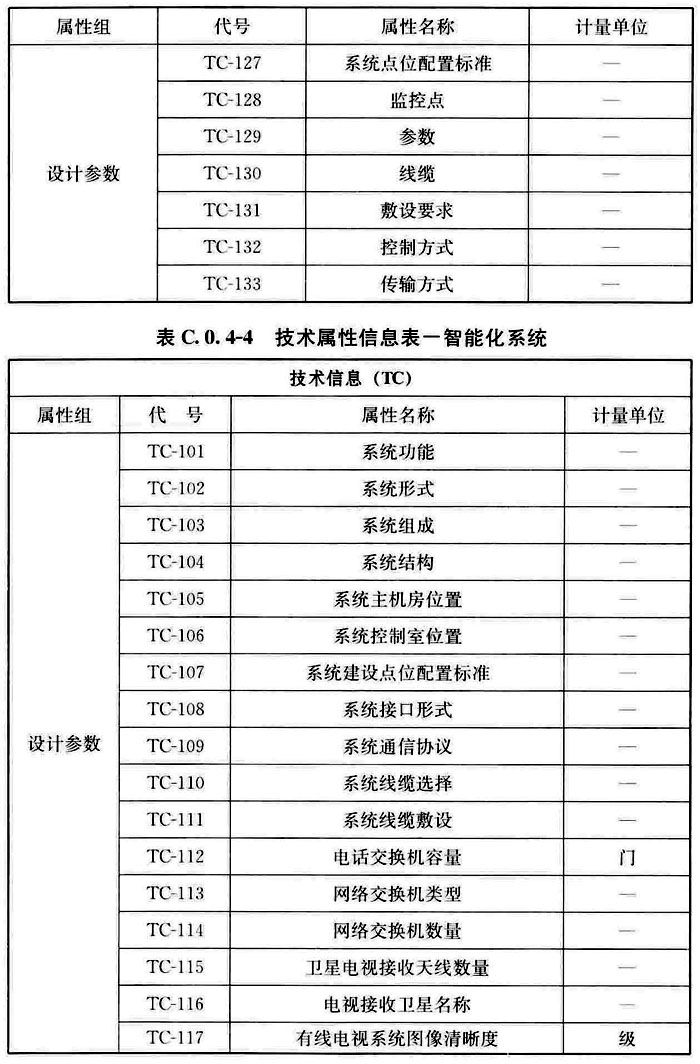 属性组 代号 属性名称 计量单位
TC-127 系统点位配置标准 —
TC-128 监控点 —
TC-129 参数 —
设计参数 TC-130 线缆 —
TC-131 敷设要求 —
TC-132 控制方式 —
TC-133 传输方式 —
表 C.0.4-4 技术属性信息表—智能化系统
技术信息（TC）
属性组 代 号 属性名称 计量单位
TC-101 系统功能 —
TC-102 系统形式 —
TC-103 系统组成 —
TC-104 系统结构 —
TC-105 系统主机房位置 —
TC-106 系统控制室位置 —
TC-107 系统建设点位配置标准 —
TC-108 系统接口形式 —
设计参数 TC-109 系统通信协议 —
TC-110 系统线缆选择 —
TC-111 系统线缆敷设 —
TC-112 电话交换机容量 门
TC-113 网络交换机类型 —
TC-114 网络交换机数量 —
TC-115 卫星电视接收天线数量 —
TC-116 电视接收卫星名称 —
TC-117 有线电视系统图像清晰度 级